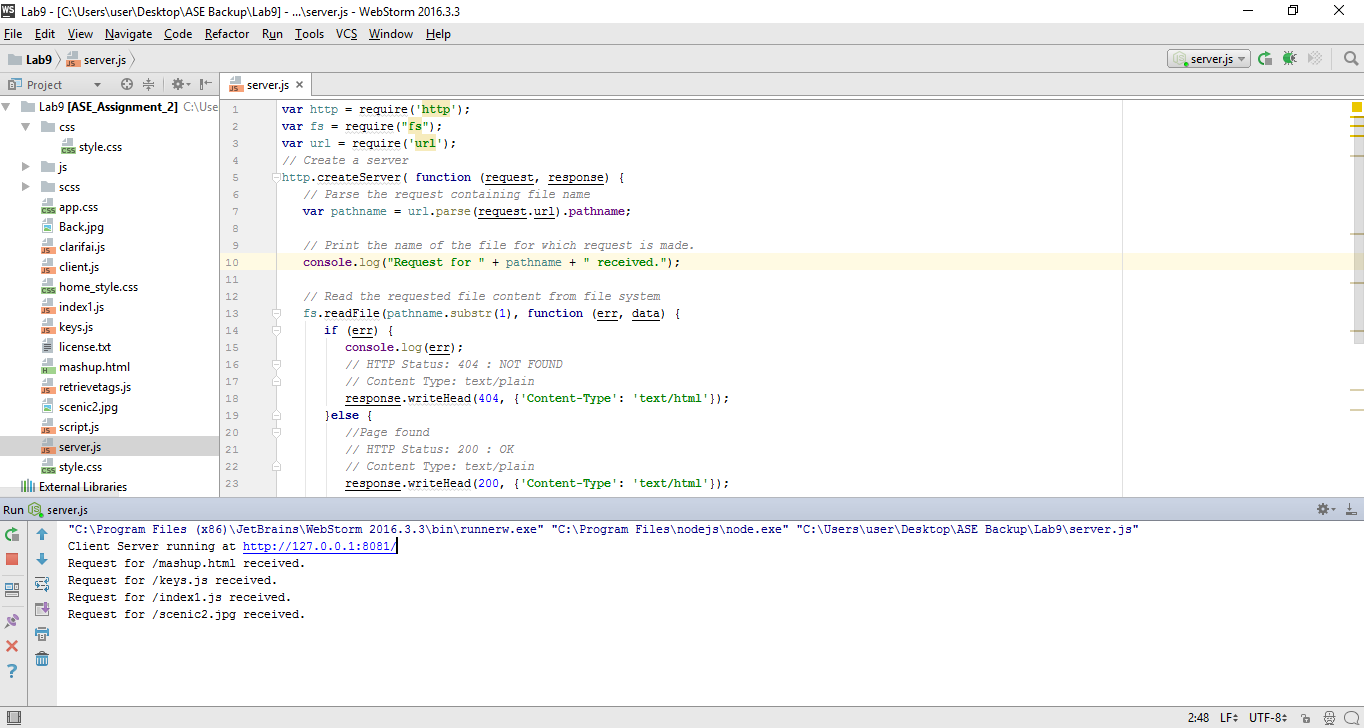 Lab9 - [C:\Users\user\Desktop\ASE Backup\Lab9] - ...\server.js - WebStorm 2016.3.3
File Edit View Navigate Code Refactor Run Tools VCS Window Help
Lab9 server.js
server.js
Project
server.js
Lab9 [ASE_Assignment_2] C:\Use
css
style.css
js
scss
app.css
Back.jpg
clarifai.js
client.js
home_style.css
index1.js
keys.js
license.txt
mashup.html
retrievetags.js
scenic2.jpg
script.js
server.js
style.css
External Libraries
1 var http = require('http');
2 var fs = require("fs");
3 var url = require('url');
4 // Create a server
5 http.createServer( function (request, response) {
6 // Parse the request containing file name
7 var pathname = url.parse(request.url).pathname;
8
9 // Print the name of the file for which request is made.
10 console.log("Request for " + pathname + " received.");
11
12 // Read the requested file content from file system
13 fs.readFile(pathname.substr(1), function (err, data) {
14 if (err) {
15 console.log(err);
16 // HTTP Status: 404 : NOT FOUND
17 // Content Type: text/plain
18 response.writeHead(404, {'Content-Type': 'text/html'});
19 }else {
20 //Page found
21 // HTTP Status: 200 : OK
22 // Content Type: text/plain
23 response.writeHead(200, {'Content-Type': 'text/html'});
Run server.js
"C:\Program Files (x86)\JetBrains\WebStorm 2016.3.3\bin\runnerw.exe" "C:\Program Files\nodejs\node.exe" "C:\Users\user\Desktop\ASE Backup\Lab9\server.js"
Client Server running at http://127.0.0.1:8081/
Request for /mashup.html received.
Request for /keys.js received.
Request for /index1.js received.
Request for /scenic2.jpg received.
2:48 LF UTF-8